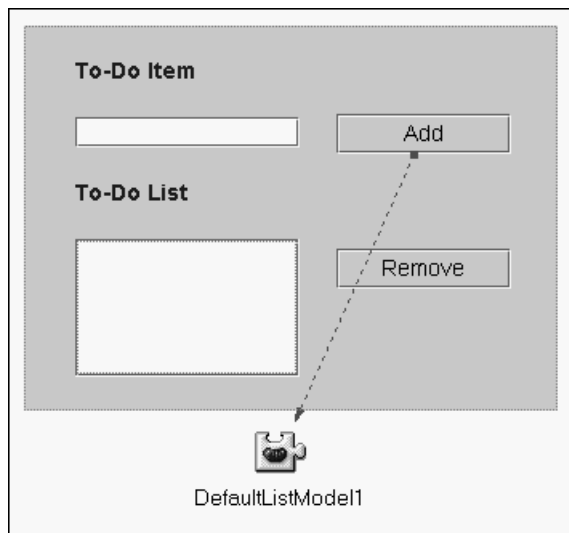 To-Do Item
Add
To-Do List
Remove
DefaultListModel1